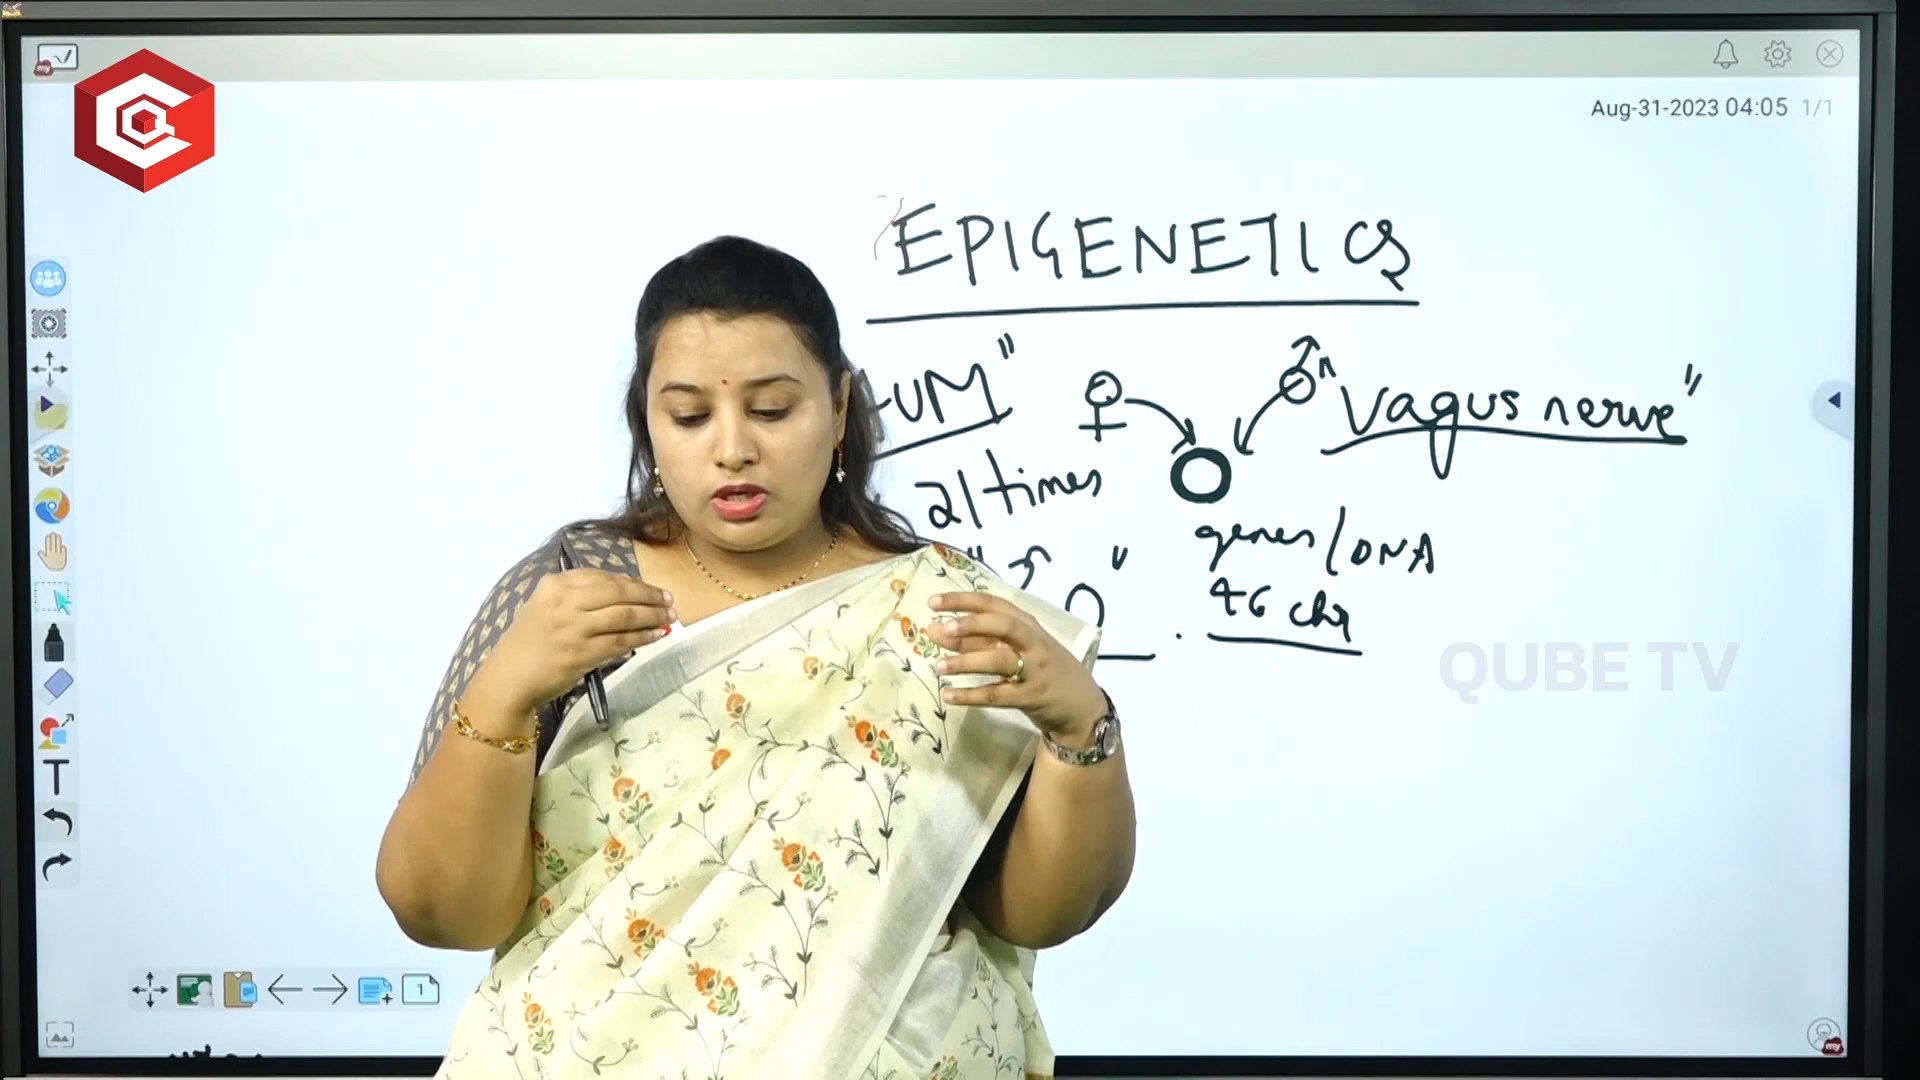 Aug-31-2023 04:05 1/1
EPIGENETICS
UM"
"Vagus nerve"
21 times
genes/DNA
46 chr
QUBE TV
T
1